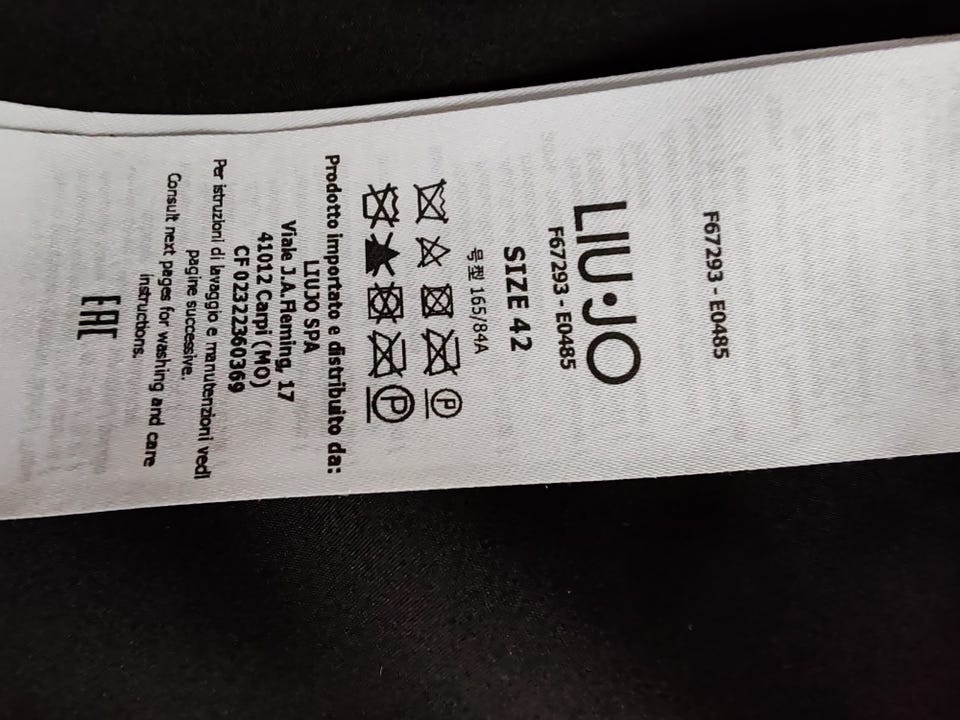 F67293 - E0485
LIU·JO
F67293 - E0485
SIZE 42
号型 165/84A
P
P
Prodotto importato e distribuito da:
LIUJO SPA
Viale J.A.Fleming, 17
41012 Carpi (MO)
CF 02322360369
Per istruzioni di lavaggio e manutenzioni vedi
pagine successive.
Consult next pages for washing and care
instructions.
EAC